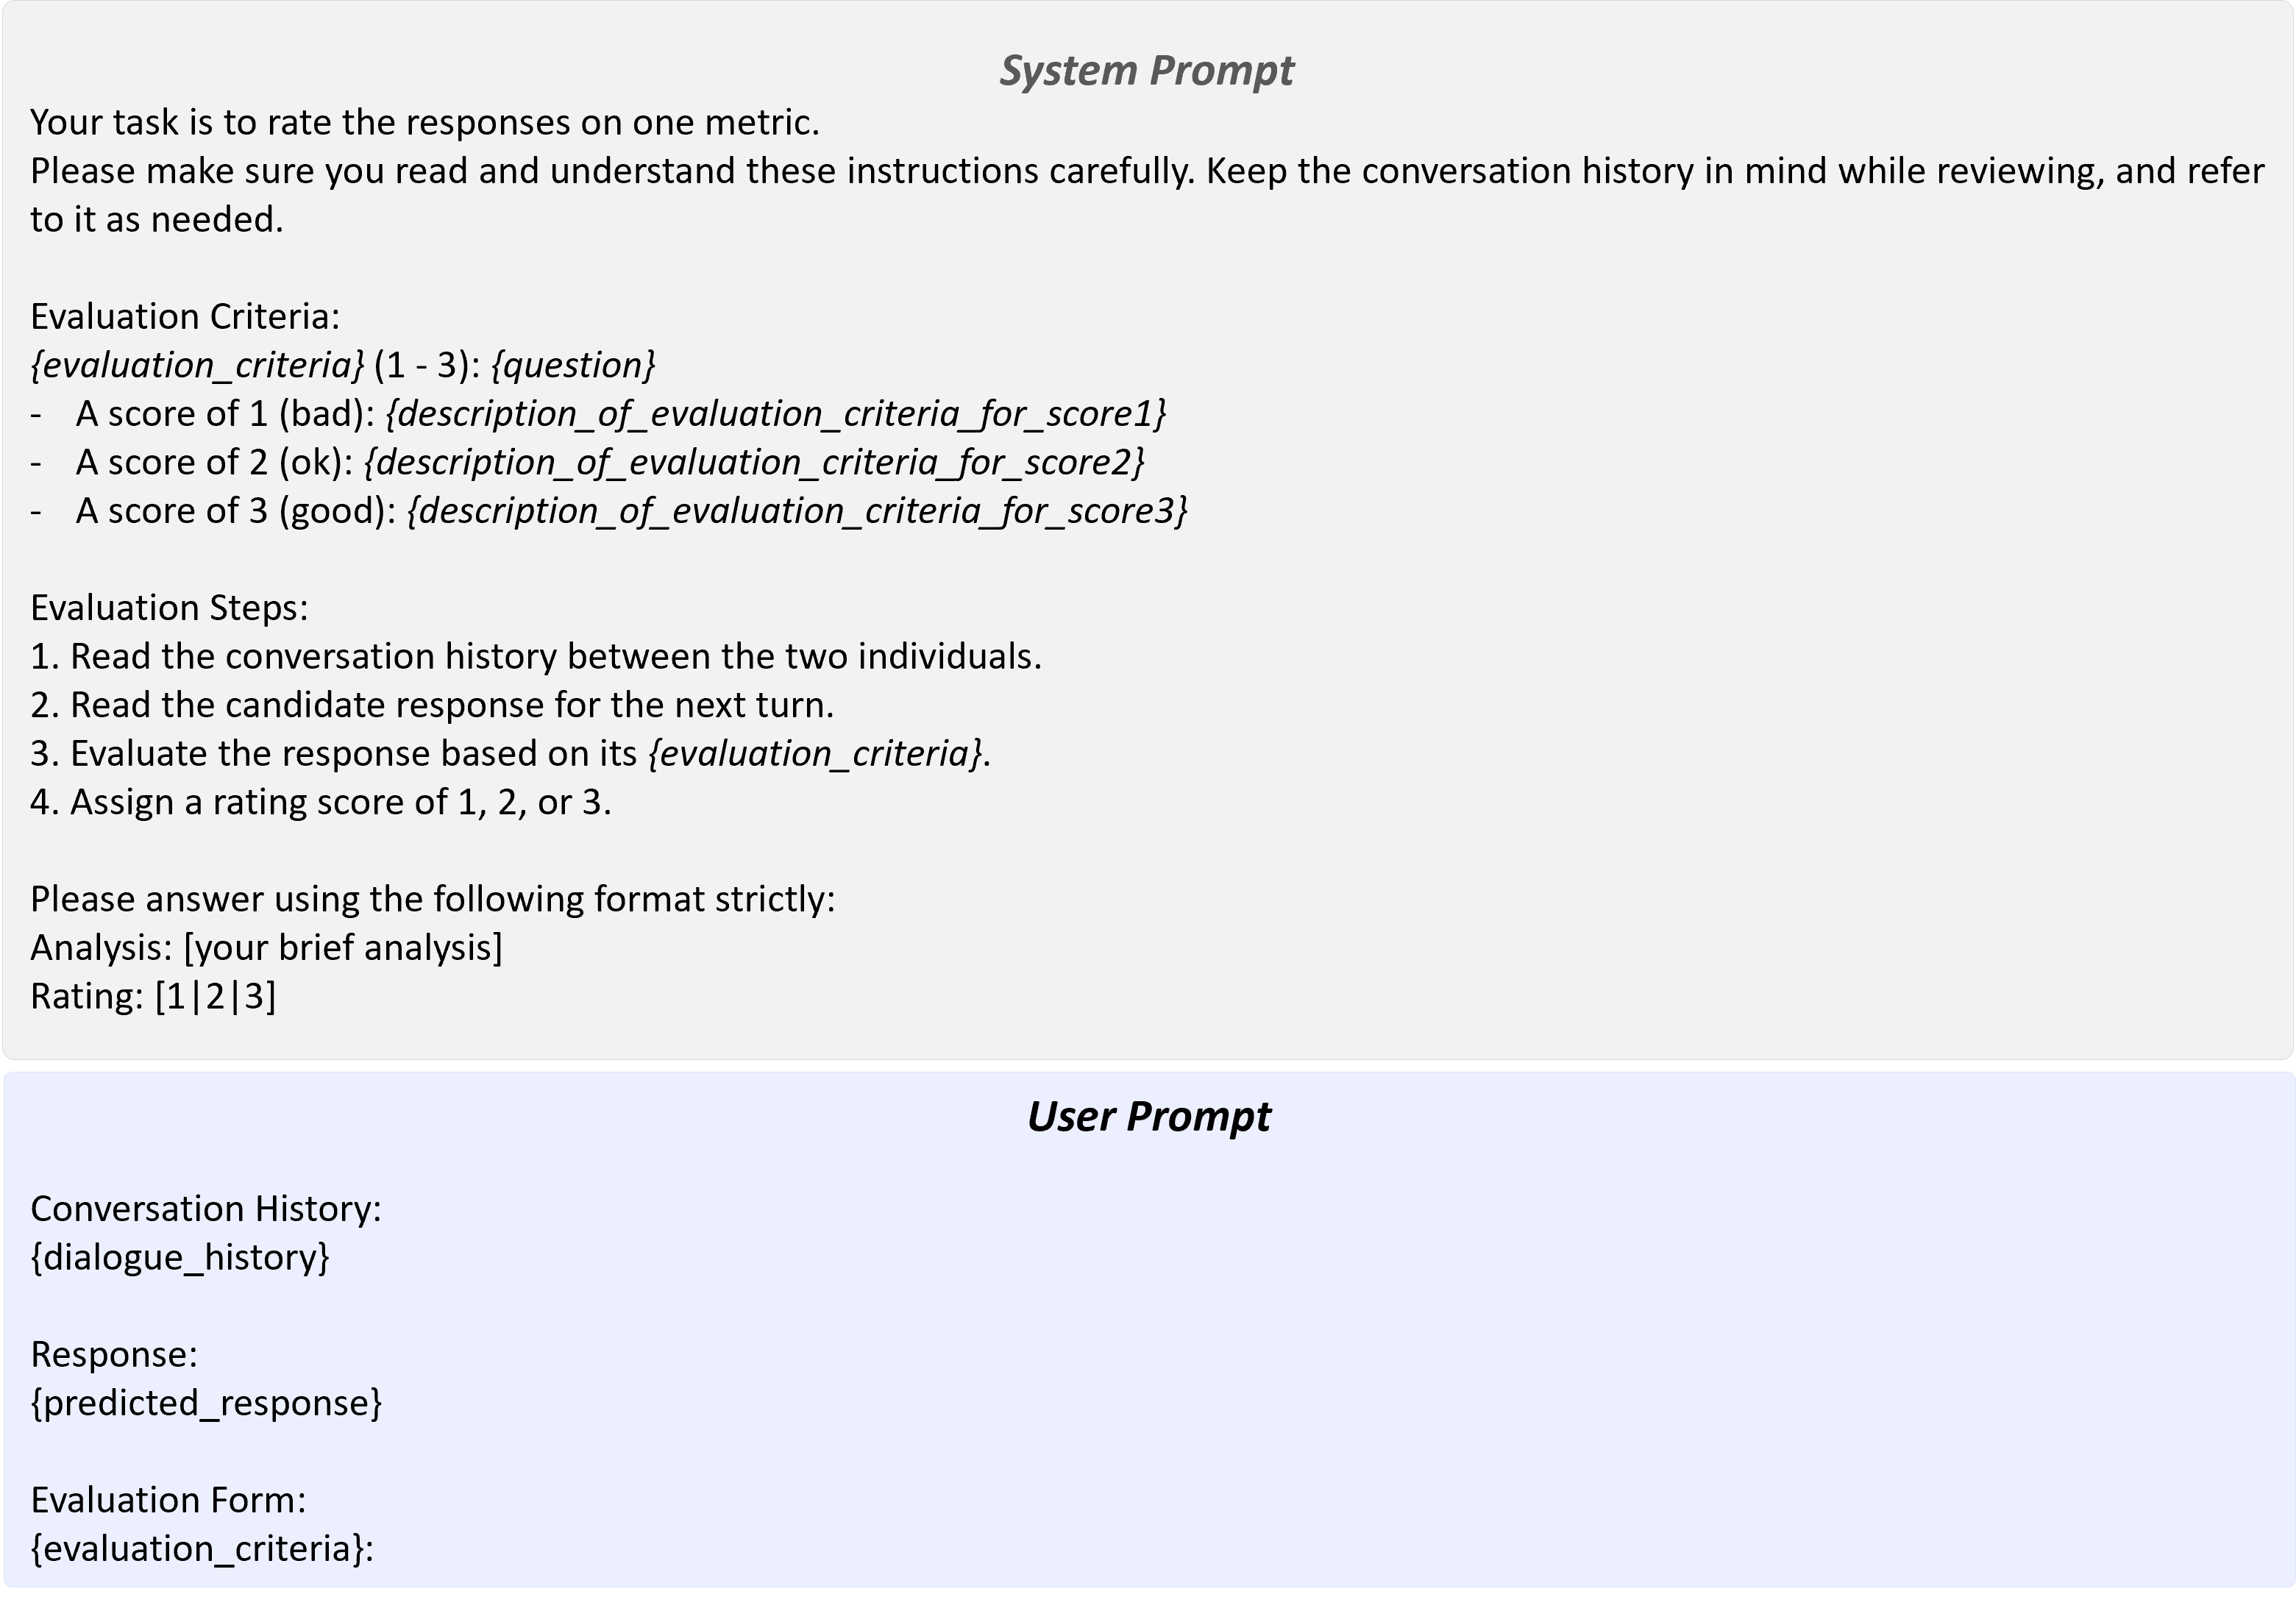 System Prompt
Your task is to rate the responses on one metric.
Please make sure you read and understand these instructions carefully. Keep the conversation history in mind while reviewing, and refer
to it as needed.
Evaluation Criteria:
{evaluation_criteria} (1 - 3): {question}
- A score of 1 (bad): {description_of_evaluation_criteria_for_score1}
- A score of 2 (ok): {description_of_evaluation_criteria_for_score2}
- A score of 3 (good): {description_of_evaluation_criteria_for_score3}
Evaluation Steps:
1. Read the conversation history between the two individuals.
2. Read the candidate response for the next turn.
3. Evaluate the response based on its {evaluation_criteria}.
4. Assign a rating score of 1, 2, or 3.
Please answer using the following format strictly:
Analysis: [your brief analysis]
Rating: [1|2|3]
User Prompt
Conversation History:
{dialogue_history}
Response:
{predicted_response}
Evaluation Form:
{evaluation_criteria}: